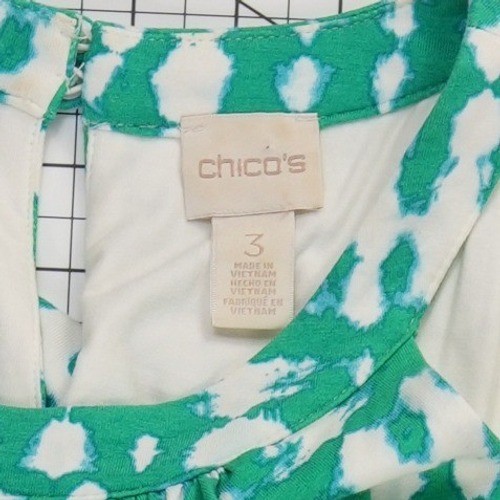 chico's
3
MADE IN
VIETNAM
HECHO EN
VIETNAM
FABRIQUÉ EN
VIETNAM